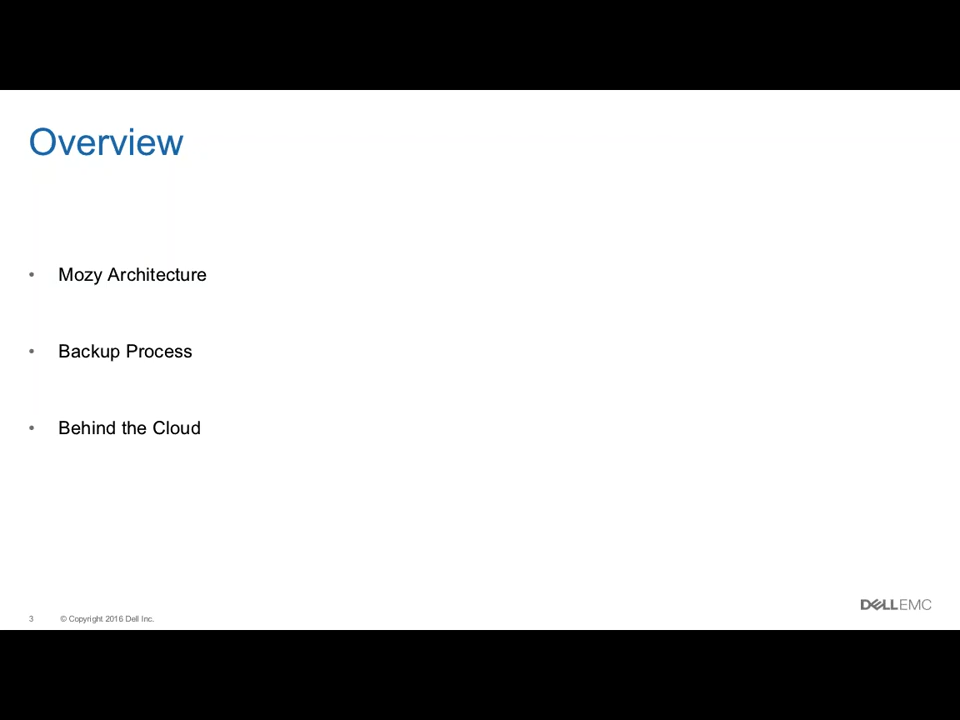 Overview
• Mozy Architecture
• Backup Process
• Behind the Cloud
DELLEMC
3 © Copyright 2016 Dell Inc.